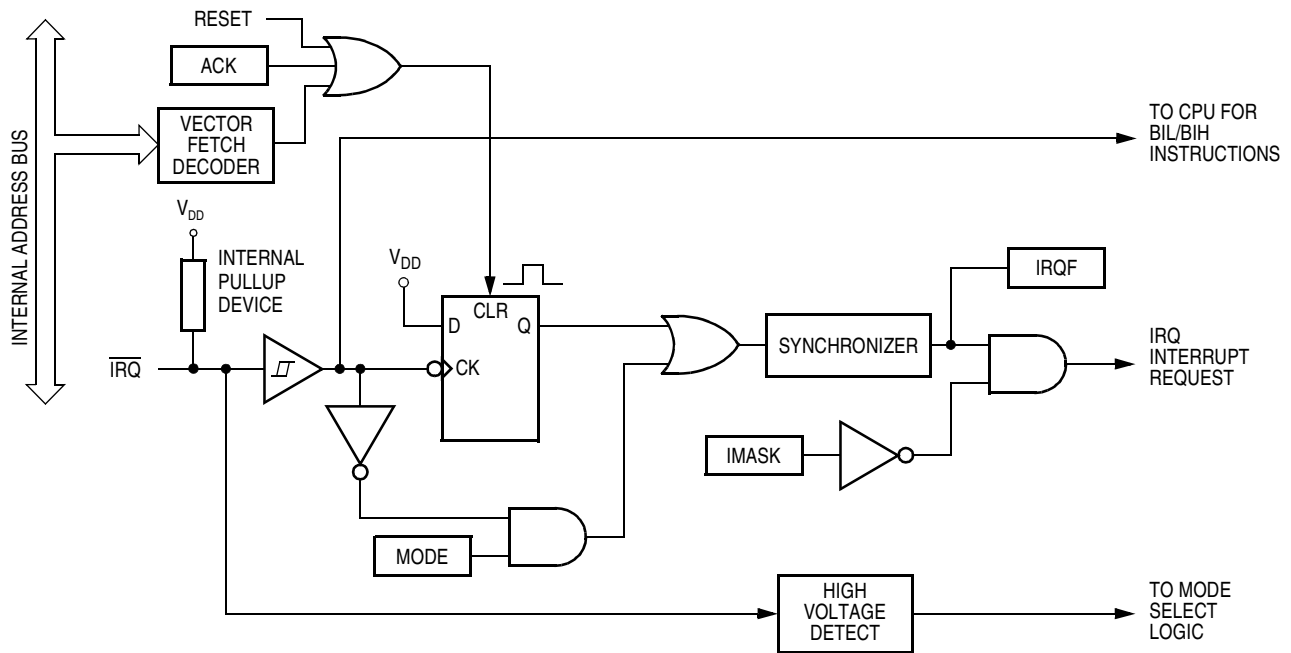 RESET
ACK
VECTOR
FETCH
DECODER
INTERNAL ADDRESS BUS
TO CPU FOR
BIL/BIH
INSTRUCTIONS
VDD
INTERNAL
PULLUP
DEVICE
VDD
CLR
D
Q
CK
IRQ
SYNCHRONIZER
IRQF
IRQ
INTERRUPT
REQUEST
IMASK
MODE
HIGH
VOLTAGE
DETECT
TO MODE
SELECT
LOGIC